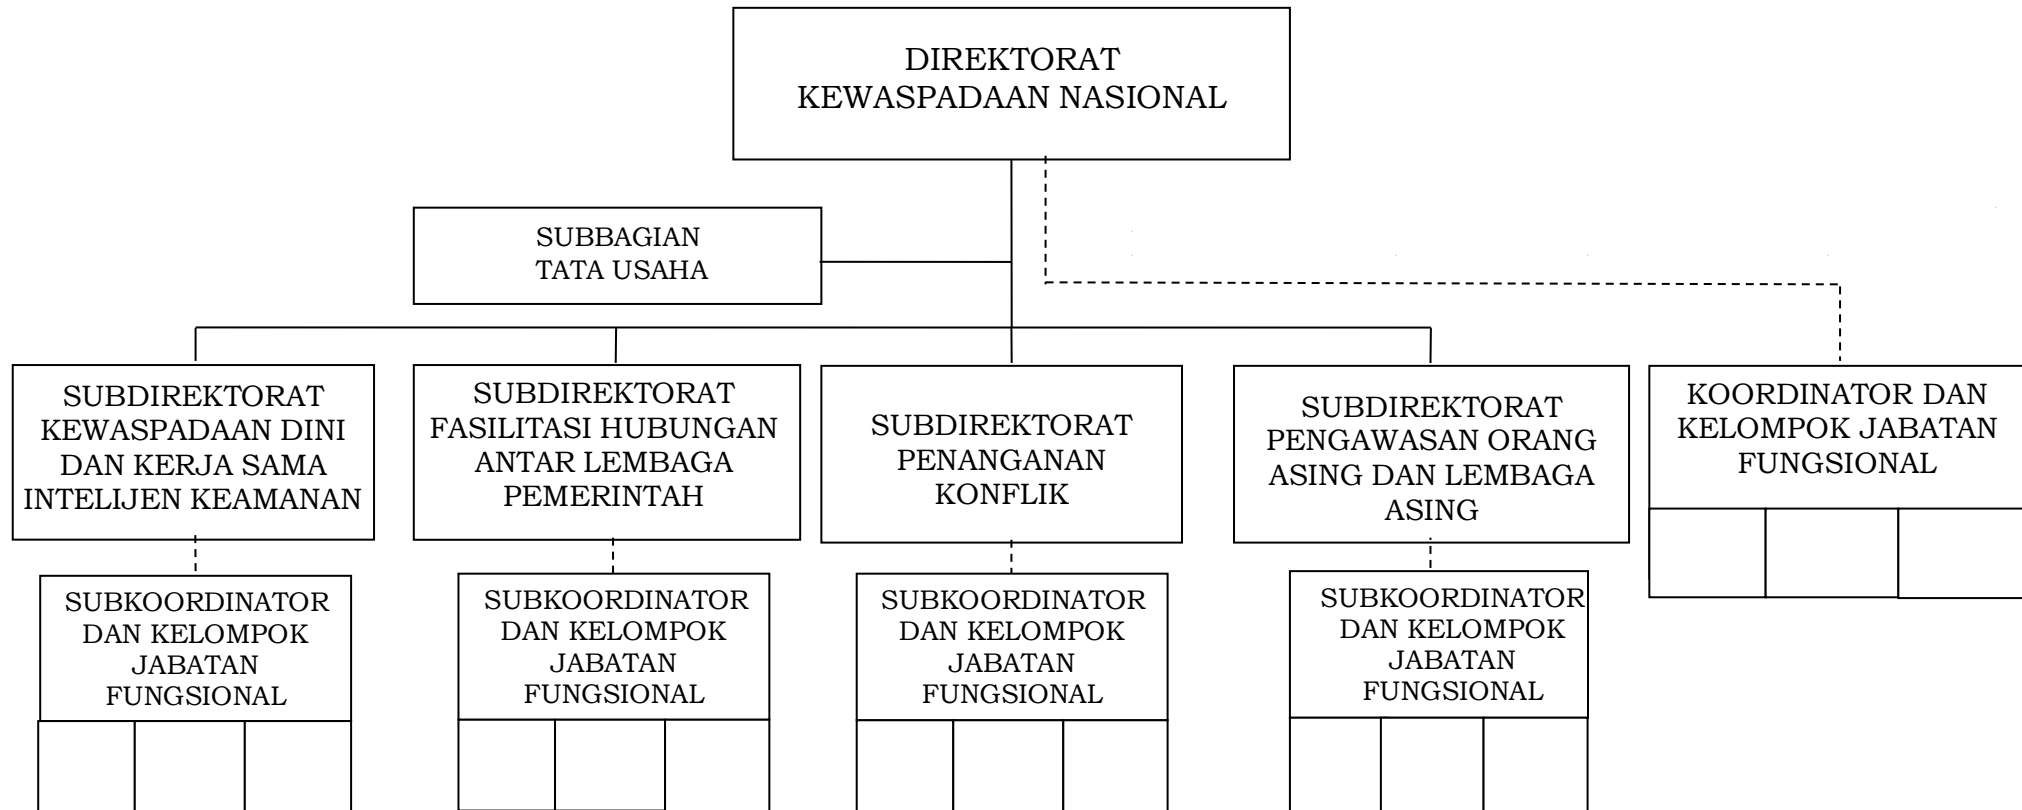 DIREKTORAT
KEWASPADAAN NASIONAL
SUBBAGIAN
TATA USAHA
SUBDIREKTORAT
KEWASPADAAN DINI
DAN KERJA SAMA
INTELIJEN KEAMANAN
SUBDIREKTORAT
FASILITASI HUBUNGAN
ANTAR LEMBAGA
PEMERINTAH
SUBDIREKTORAT
PENANGANAN
KONFLIK
SUBDIREKTORAT
PENGAWASAN ORANG
ASING DAN LEMBAGA
ASING
KOORDINATOR DAN
KELOMPOK JABATAN
FUNGSIONAL
SUBKOORDINATOR
DAN KELOMPOK
JABATAN
FUNGSIONAL
SUBKOORDINATOR
DAN KELOMPOK
JABATAN
FUNGSIONAL
SUBKOORDINATOR
DAN KELOMPOK
JABATAN
FUNGSIONAL
SUBKOORDINATOR
DAN KELOMPOK
JABATAN
FUNGSIONAL